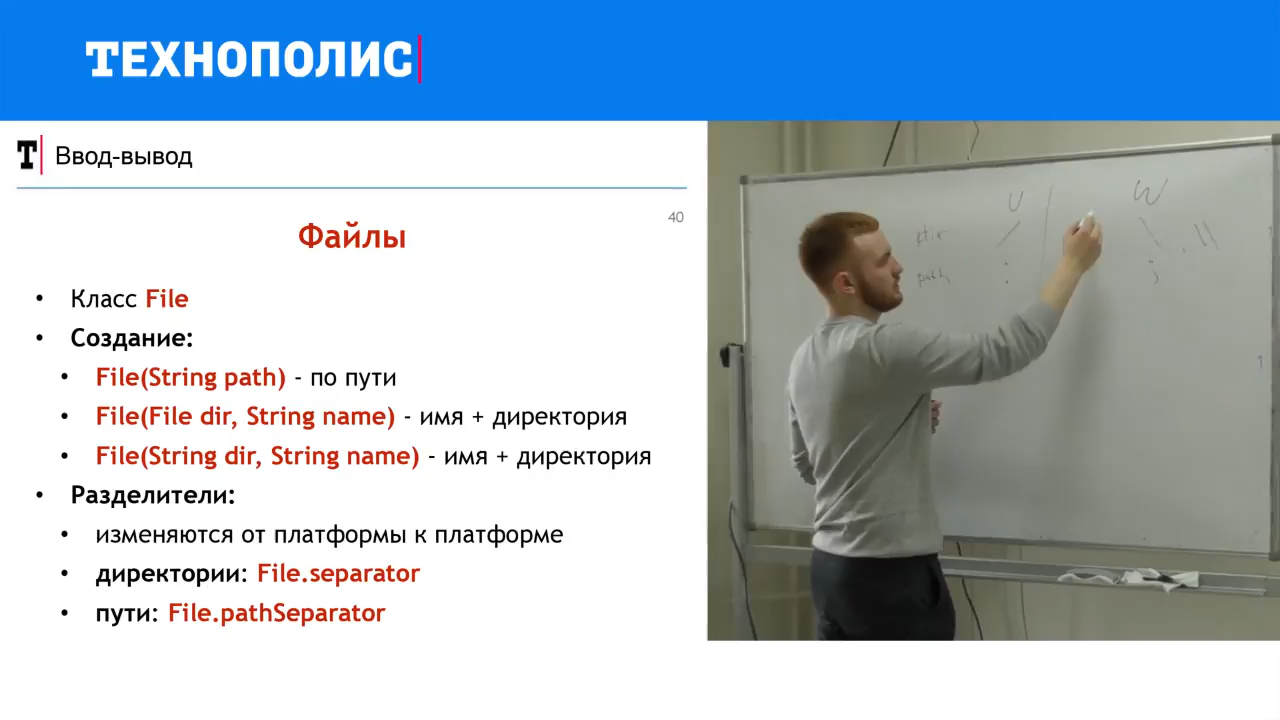 ТЕХНОПОЛИС
Т Ввод-вывод
40
Файлы
• Класс File
• Создание:
• File(String path) - по пути
• File(File dir, String name) - имя + директория
• File(String dir, String name) - имя + директория
• Разделители:
• изменяются от платформы к платформе
• директории: File.separator
• пути: File.pathSeparator
U | W
dir / \ , \\
path : ;